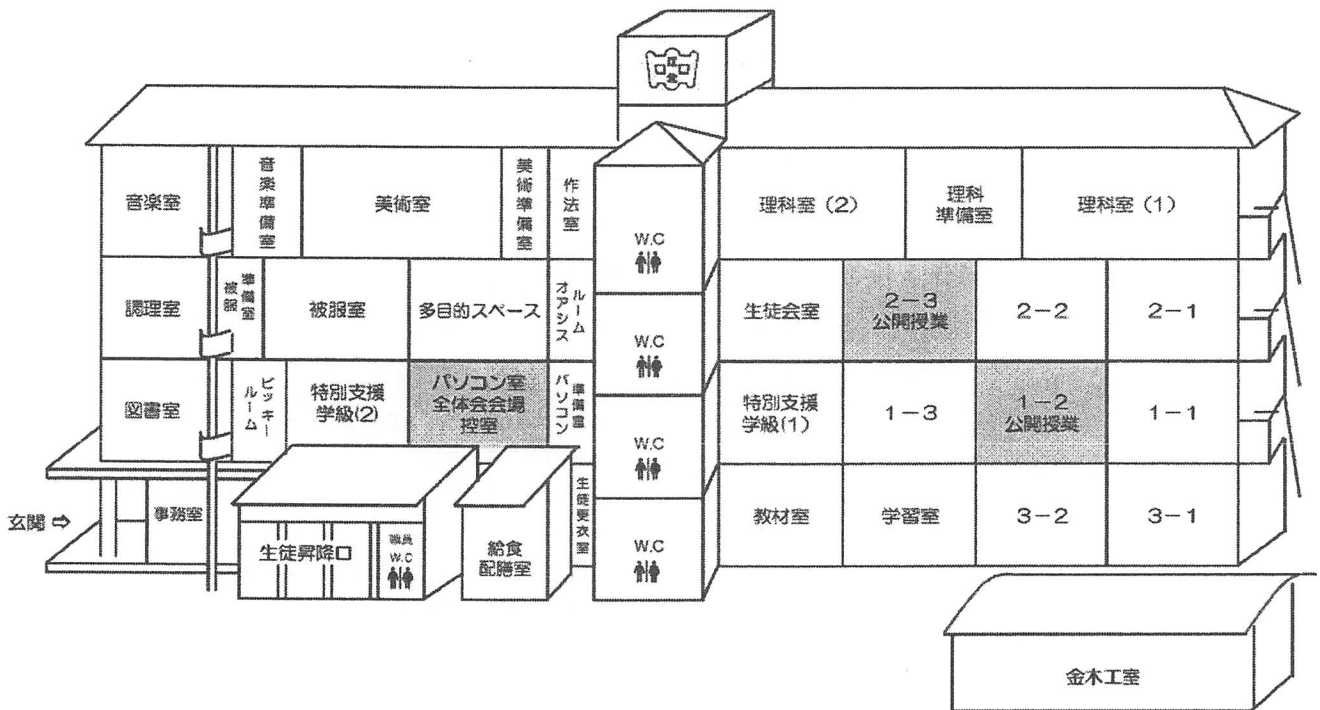 音楽室
音楽準備室
美術室
美術準備室
作法室
W.C
理科室（2）
理科
準備室
理科室（1）
調理室
被服
準備室
被服室
多目的スペース
オアシス
ルーム
W.C
生徒会室
2－3
公開授業
2－2
2－1
図書室
ビッキー
ルーム
特別支援
学級(2)
パソコン室
全体会会場
控室
パソコン
準備室
W.C
特別支援
学級(1)
1－3
1－2
公開授業
1－1
玄関⇨
事務室
生徒昇降口
職員
W.C
給食
配膳室
生徒更衣室
W.C
教材室
学習室
3－2
3－1
金木工室